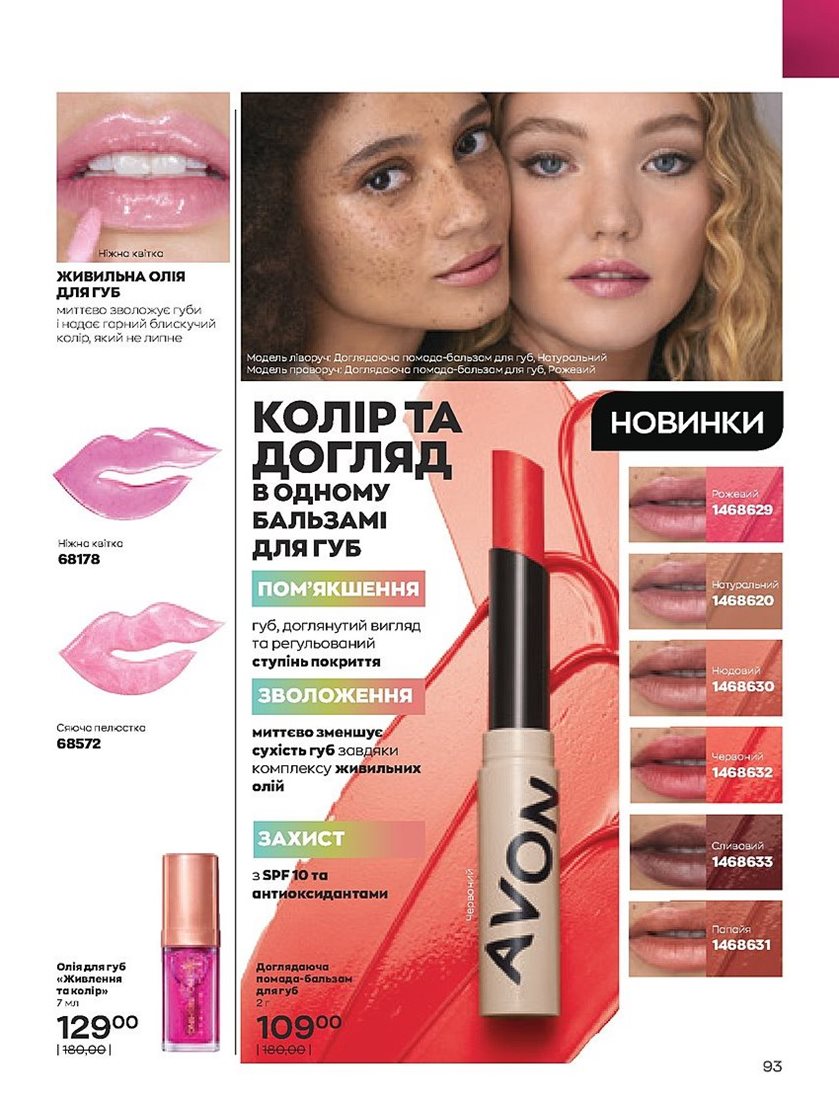 Ніжна квітка
ЖИВИЛЬНА ОЛІЯ
ДЛЯ ГУБ
миттєво зволожує губи
і надає гарний блискучий
колір, який не липне
Ніжна квітка
68178
Сяюча пелюстка
68572
Олія для губ
«Живлення
та колір»
7 мл
129⁰⁰
| 180,00 |
Модель ліворуч: Доглядаюча помада-бальзам для губ, Натуральний
Модель праворуч: Доглядаюча помада-бальзам для губ, Рожевий
КОЛІР ТА
ДОГЛЯД
В ОДНОМУ
БАЛЬЗАМІ
ДЛЯ ГУБ
ПОМ’ЯКШЕННЯ
губ, доглянутий вигляд
та регульований
ступінь покриття
ЗВОЛОЖЕННЯ
миттєво зменшує
сухість губ завдяки
комплексу живильних
олій
ЗАХИСТ
з SPF 10 та
антиоксидантами
Доглядаюча
помада-бальзам
для губ
2 г
109⁰⁰
| 180,00 |
Червоний
AVON
НОВИНКИ
Рожевий
1468629
Натуральний
1468620
Нюдовий
1468630
Червоний
1468632
Сливовий
1468633
Папайя
1468631
93